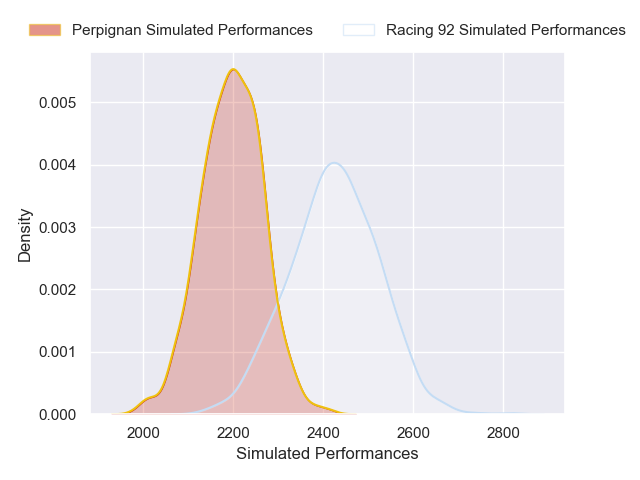 Perpignan Simulated Performances
Racing 92 Simulated Performances
0.005
0.004
0.003
0.002
0.001
0.000
Density
2000
2200
2400
2600
2800
Simulated Performances